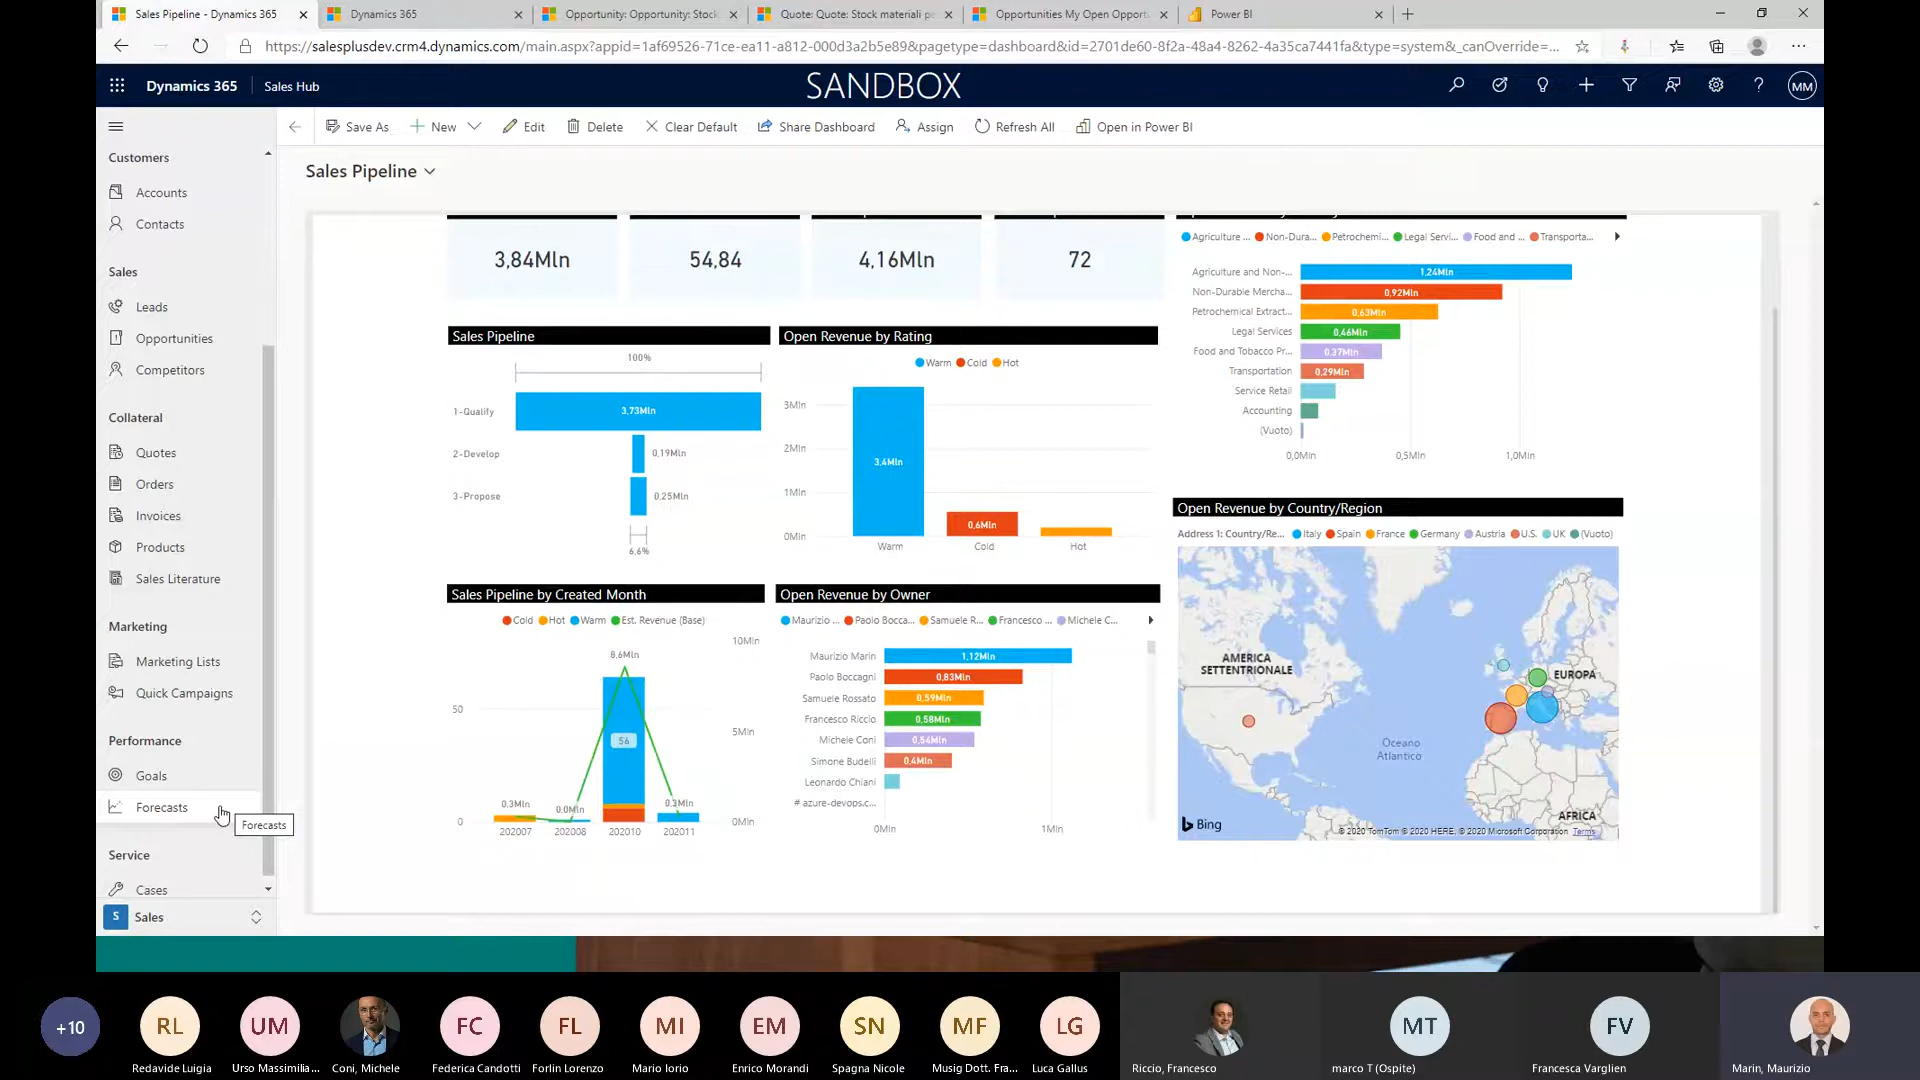 Sales Pipeline - Dynamics 365
Dynamics 365
Opportunity: Opportunity: Stock
Quote: Quote: Stock materiali pe
Opportunities My Open Opport
Power BI
https://salesplusdev.crm4.dynamics.com/main.aspx?appid=1af69526-71ce-ea11-a812-000d3a2b5e89&pagetype=dashboard&id=2701de60-8f2a-48a4-8262-4a35ca7441fa&type=system&_canOverride=...
Dynamics 365
Sales Hub
SANDBOX
MM
Save As
New
Edit
Delete
Clear Default
Share Dashboard
Assign
Refresh All
Open in Power BI
Customers
Accounts
Contacts
Sales
Leads
Opportunities
Competitors
Collateral
Quotes
Orders
Invoices
Products
Sales Literature
Marketing
Marketing Lists
Quick Campaigns
Performance
Goals
Forecasts
Forecasts
Service
Cases
S Sales
Sales Pipeline
3,84Mln
54,84
4,16Mln
72
Sales Pipeline
100%
1-Qualify
3,73Mln
2-Develop
0,19Mln
3-Propose
0,25Mln
6,6%
Open Revenue by Rating
Warm Cold Hot
3Mln
2Mln
1Mln
0Mln
3,4Mln
0,6Mln
Warm Cold Hot
Agriculture ... Non-Dura... Petrochemi... Legal Servi... Food and ... Transporta...
Agriculture and Non-... 1,24Mln
Non-Durable Mercha... 0,92Mln
Petrochemical Extract... 0,63Mln
Legal Services 0,46Mln
Food and Tobacco Pr... 0,37Mln
Transportation 0,29Mln
Service Retail
Accounting
(Vuoto)
0,0Mln 0,5Mln 1,0Mln
Sales Pipeline by Created Month
Cold Hot Warm Est. Revenue (Base)
10Mln
8,6Mln
50
5Mln
56
0.3Mln
0.0Mln
0.3Mln
0
0Mln
202007 202008 202010 202011
Open Revenue by Owner
Maurizio ... Paolo Bocca... Samuele R... Francesco ... Michele C...
Maurizio Marin 1,12Mln
Paolo Boccagni 0,83Mln
Samuele Rossato 0,59Mln
Francesco Riccio 0,58Mln
Michele Coni 0,54Mln
Simone Budelli 0,4Mln
Leonardo Chiani
# azure-devops.c...
0Mln 1Mln
Open Revenue by Country/Region
Address 1: Country/Re... Italy Spain France Germany Austria U.S. UK (Vuoto)
AMERICA
SETTENTRIONALE
EUROPA
Oceano
Atlantico
AFRICA
Bing
© 2020 TomTom © 2020 HERE, © 2020 Microsoft Corporation Terms
+10
RL
UM
FC
FL
MI
EM
SN
MF
LG
MT
FV
Redavide Luigia
Urso Massimilia...
Coni, Michele
Federica Candotti
Forlin Lorenzo
Mario Iorio
Enrico Morandi
Spagna Nicole
Musig Dott. Fra...
Luca Gallus
Riccio, Francesco
marco T (Ospite)
Francesca Varglien
Marin, Maurizio